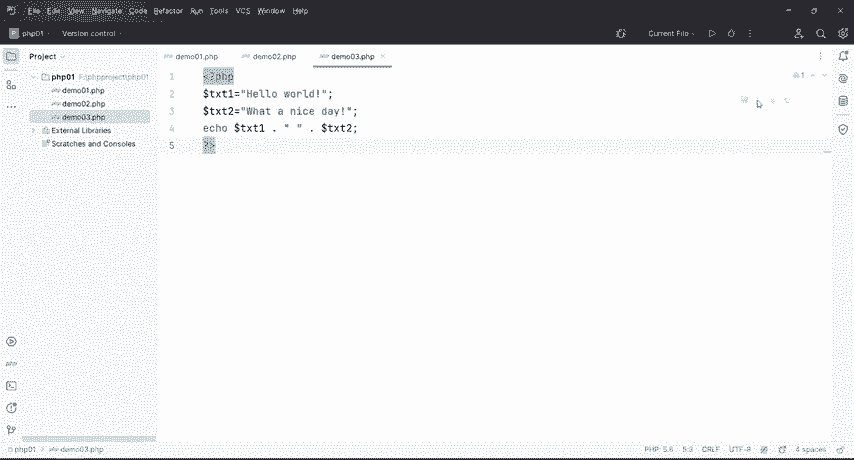 File Edit View Navigate Code Refactor Run Tools VCS Window Help
P php01 Version control Current File
Project demo01.php demo02.php demo03.php
php01 F:\phpproject\php01
demo01.php
demo02.php
demo03.php
External Libraries
Scratches and Consoles
1 <?php
2 $txt1="Hello world!";
3 $txt2="What a nice day!";
4 echo $txt1 . " " . $txt2;
5 ?>
1
php
php01 demo03.php PHP: 5.6 5:3 CRLF UTF-8 4 spaces